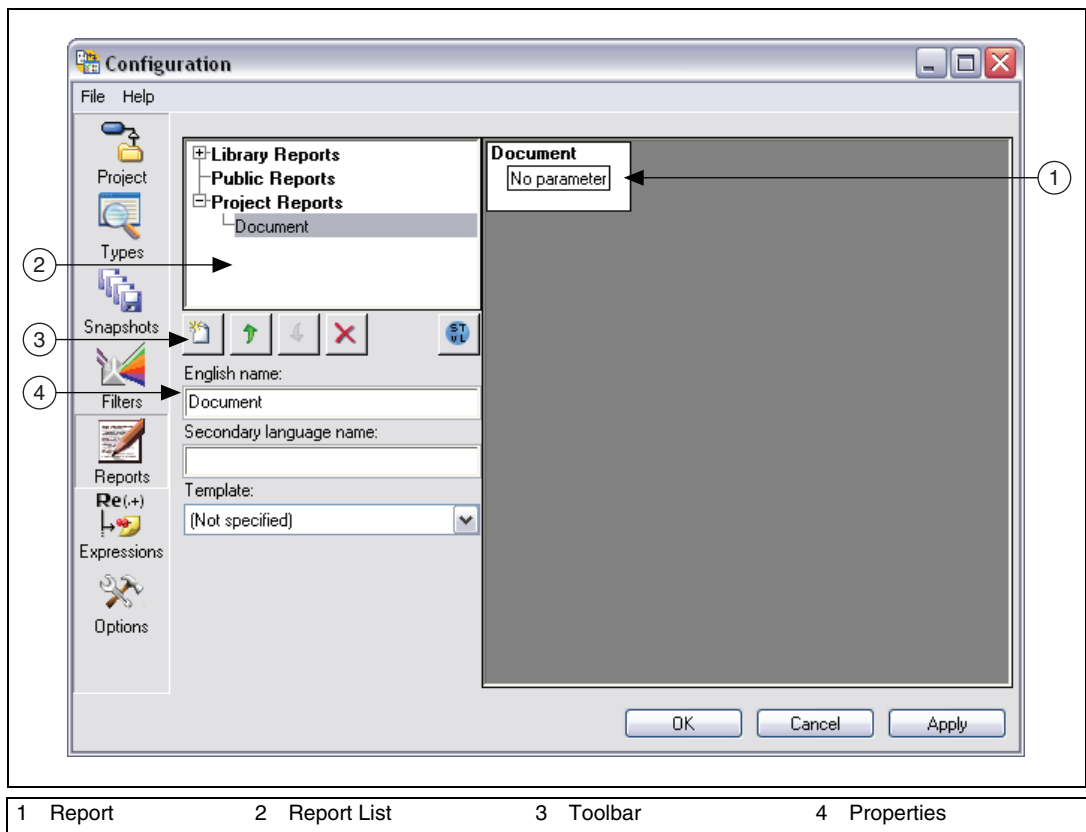 Configuration
File Help
Project
Types
Snapshots
Filters
Reports
Re(.+)
Expressions
Options
Library Reports
Public Reports
Project Reports
Document
ST
VL
English name:
Document
Secondary language name:
Template:
(Not specified)
Document
No parameter
OK Cancel Apply
1
2
3
4
1 Report 2 Report List 3 Toolbar 4 Properties